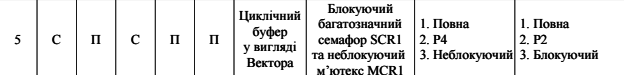 5
С
П
С
П
П
Циклічний
буфер
у вигляді
Вектора
Блокуючий
багатозначний
семафор SCR1
та неблокуючий
м’ютекс MCR1
1. Повна
2. P4
3. Неблокуючий
1. Повна
2. P2
3. Блокуючий